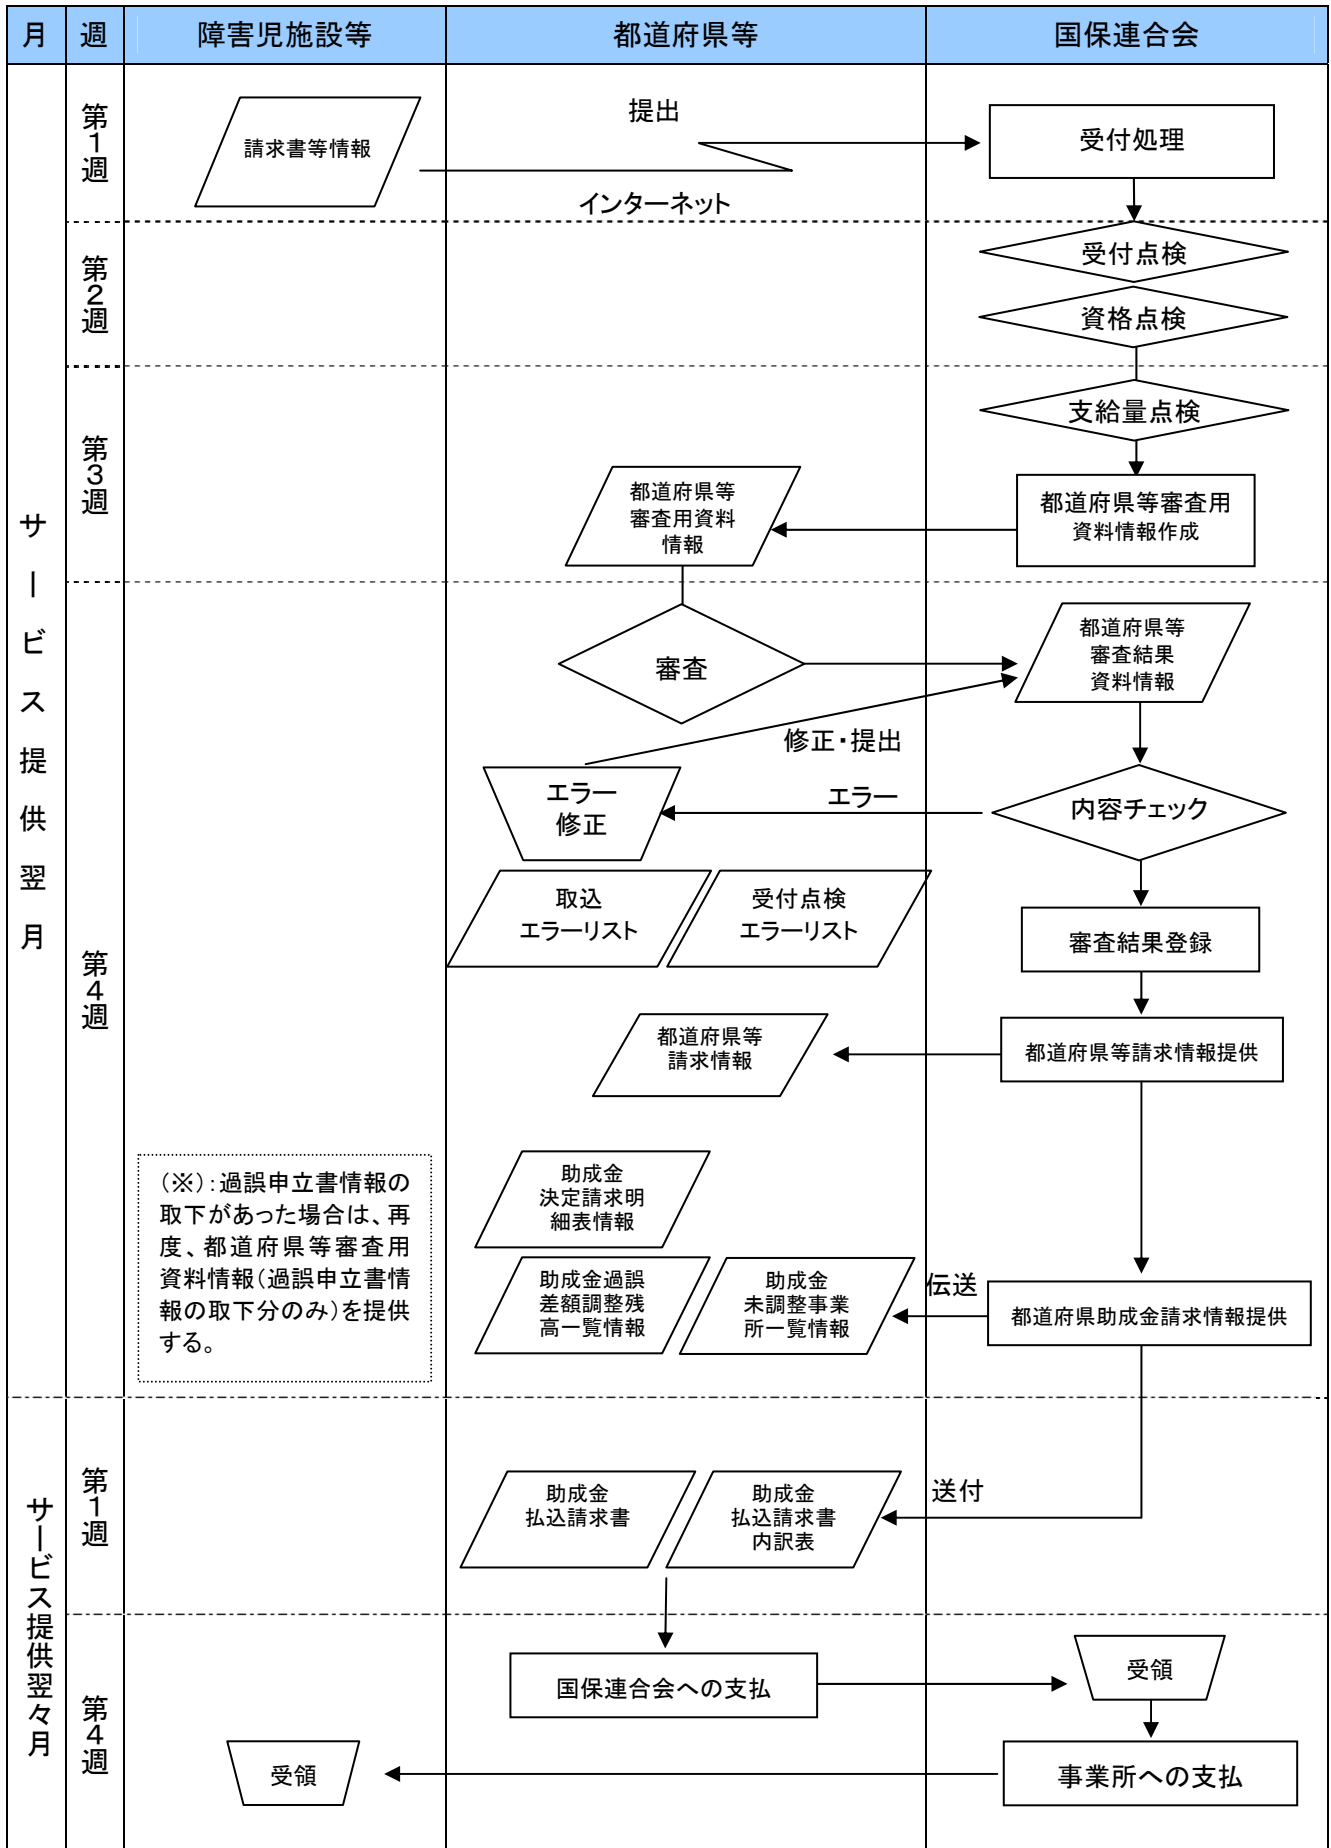 月
週
障害児施設等
都道府県等
国保連合会
サービス提供翌月
第1週
請求書等情報
提出
インターネット
受付処理
第2週
受付点検
資格点検
第3週
支給量点検
都道府県等審査用
資料情報作成
都道府県等
審査用資料
情報
第4週
審査
都道府県等
審査結果
資料情報
修正・提出
エラー
修正
エラー
内容チェック
取込
エラーリスト
受付点検
エラーリスト
審査結果登録
都道府県等
請求情報
都道府県等請求情報提供
(※):過誤申立書情報の
取下があった場合は、再
度、都道府県等審査用
資料情報(過誤申立書情
報の取下分のみ)を提供
する。
助成金
決定請求明
細表情報
助成金過誤
差額調整残
高一覧情報
助成金
未調整事業
所一覧情報
伝送
都道府県助成金請求情報提供
サービス提供翌々月
第1週
助成金
払込請求書
助成金
払込請求書
内訳表
送付
第4週
国保連合会への支払
受領
受領
事業所への支払